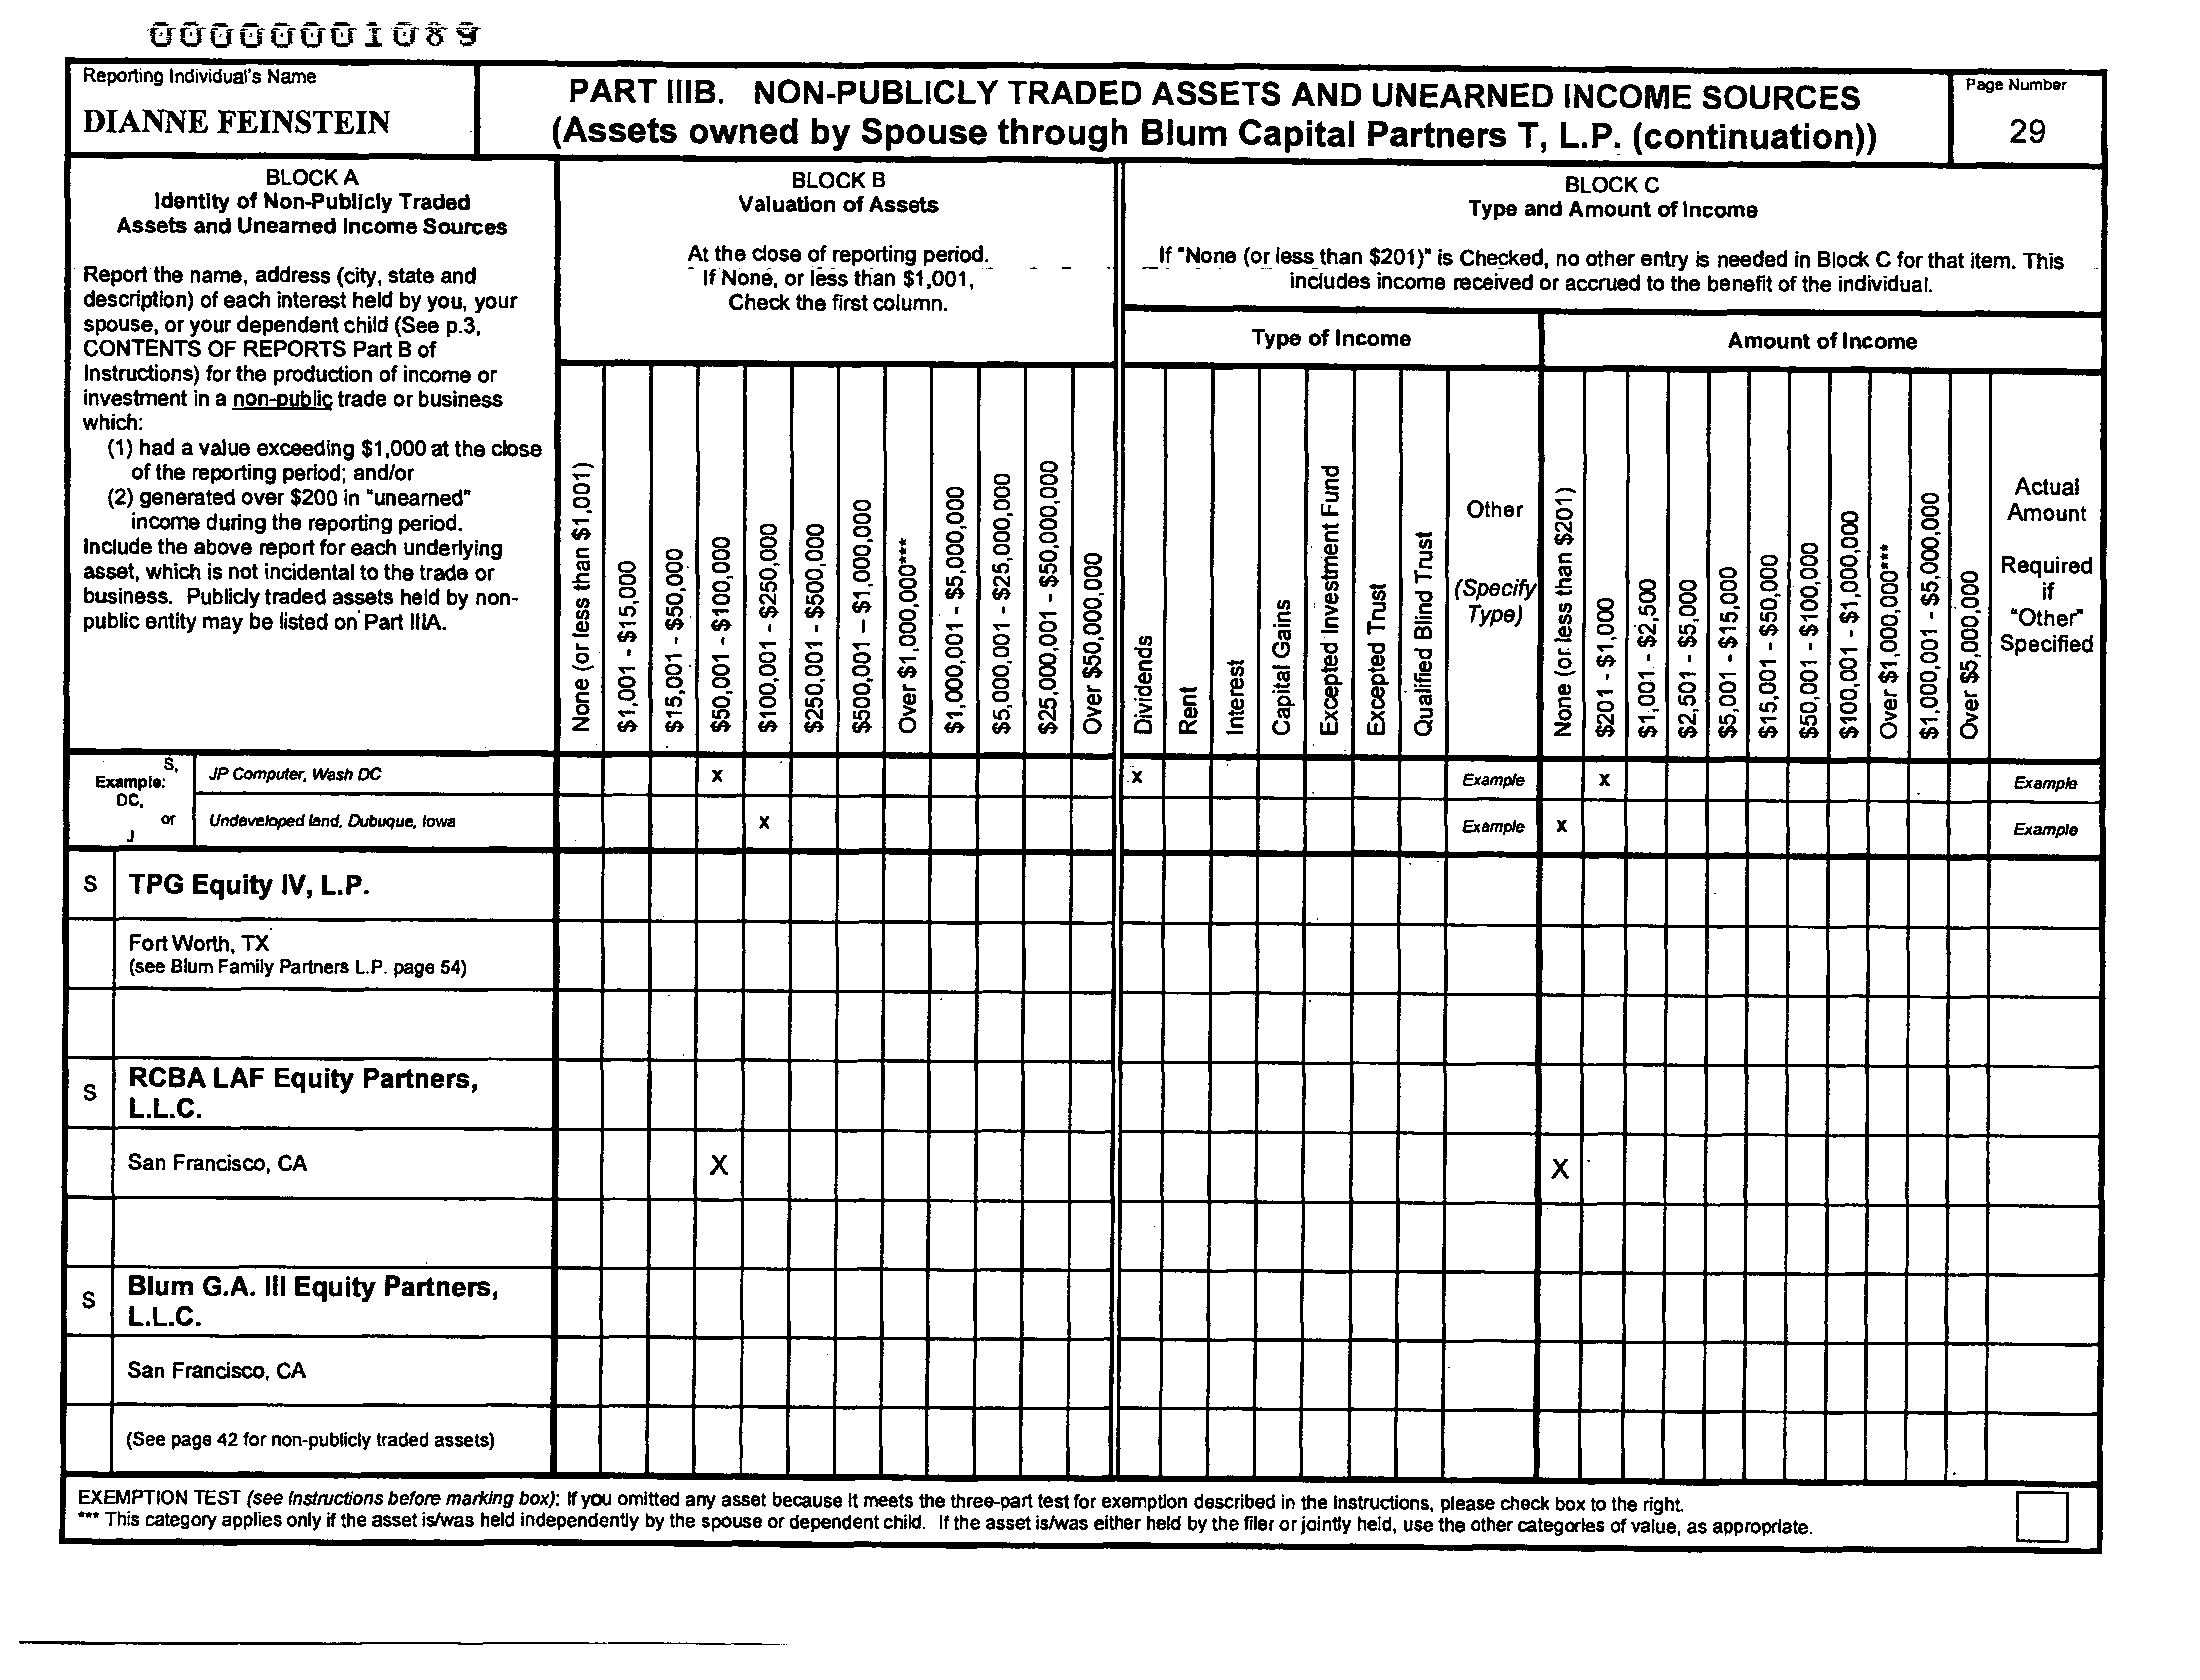 00000001089
Reporting Individual's Name
DIANNE FEINSTEIN
PART IIIB. NON-PUBLICLY TRADED ASSETS AND UNEARNED INCOME SOURCES
(Assets owned by Spouse through Blum Capital Partners T, L.P. (continuation))
Page Number
29
BLOCK A
Identity of Non-Publicly Traded
Assets and Unearned Income Sources
Report the name, address (city, state and
description) of each interest held by you, your
spouse, or your dependent child (See p.3,
CONTENTS OF REPORTS Part B of
Instructions) for the production of income or
investment in a non-public trade or business
which:
(1) had a value exceeding $1,000 at the close
of the reporting period; and/or
(2) generated over $200 in "unearned"
income during the reporting period.
Include the above report for each underlying
asset, which is not incidental to the trade or
business. Publicly traded assets held by non-
public entity may be listed on Part IIIA.
BLOCK B
Valuation of Assets
At the close of reporting period.
If None, or less than $1,001,
Check the first column.
BLOCK C
Type and Amount of Income
If "None (or less than $201)" is Checked, no other entry is needed in Block C for that item. This
includes income received or accrued to the benefit of the individual.
Type of Income
Amount of Income
None (or less than $1,001)
$1,001 - $15,000
$15,001 - $50,000
$50,001 - $100,000
$100,001 - $250,000
$250,001 - $500,000
$500,001 – $1,000,000
Over $1,000,000***
$1,000,001 - $5,000,000
$5,000,001 - $25,000,000
$25,000,001 - $50,000,000
Over $50,000,000
Dividends
Rent
Interest
Capital Gains
Excepted Investment Fund
Excepted Trust
Qualified Blind Trust
Other
(Specify
Type)
None (or less than $201)
$201 - $1,000
$1,001 - $2,500
$2,501 - $5,000
$5,001 - $15,000
$15,001 - $50,000
$50,001 - $100,000
$100,001 - $1,000,000
Over $1,000,000***
$1,000,001 - $5,000,000
Over $5,000,000
Actual
Amount
Required
if
"Other"
Specified
Example: S,
DC,
or
J
JP Computer, Wash DC X X Example X Example
Undeveloped land, Dubuque, Iowa X Example X Example
S TPG Equity IV, L.P.
Fort Worth, TX
(see Blum Family Partners L.P. page 54)
S RCBA LAF Equity Partners,
L.L.C.
San Francisco, CA X X
S Blum G.A. III Equity Partners,
L.L.C.
San Francisco, CA
(See page 42 for non-publicly traded assets)
EXEMPTION TEST (see Instructions before marking box): If you omitted any asset because it meets the three-part test for exemption described in the Instructions, please check box to the right.
*** This category applies only if the asset is/was held independently by the spouse or dependent child. If the asset is/was either held by the filer or jointly held, use the other categories of value, as appropriate.